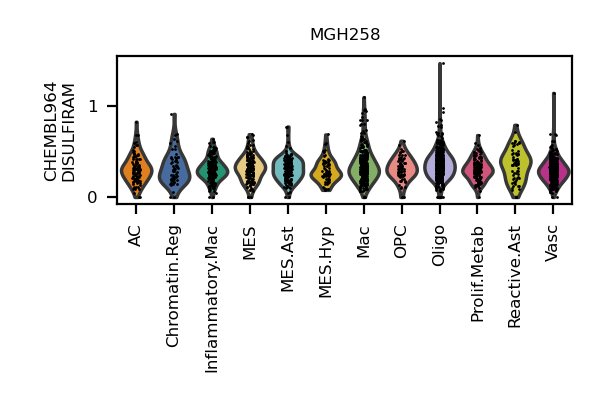 MGH258
CHEMBL964
DISULFIRAM
1
0
AC
Chromatin.Reg
Inflammatory.Mac
MES
MES.Ast
MES.Hyp
Mac
OPC
Oligo
Prolif.Metab
Reactive.Ast
Vasc